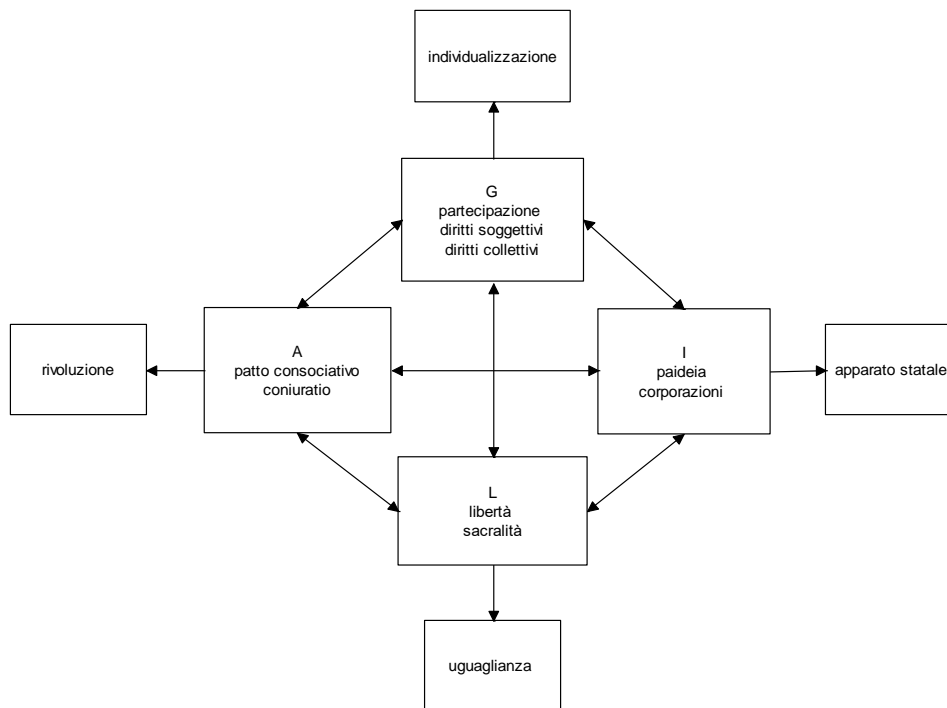 individualizzazione
G
partecipazione
diritti soggettivi
diritti collettivi
rivoluzione
A
patto consociativo
coniuratio
I
paideia
corporazioni
apparato statale
L
libertà
sacralità
uguaglianza